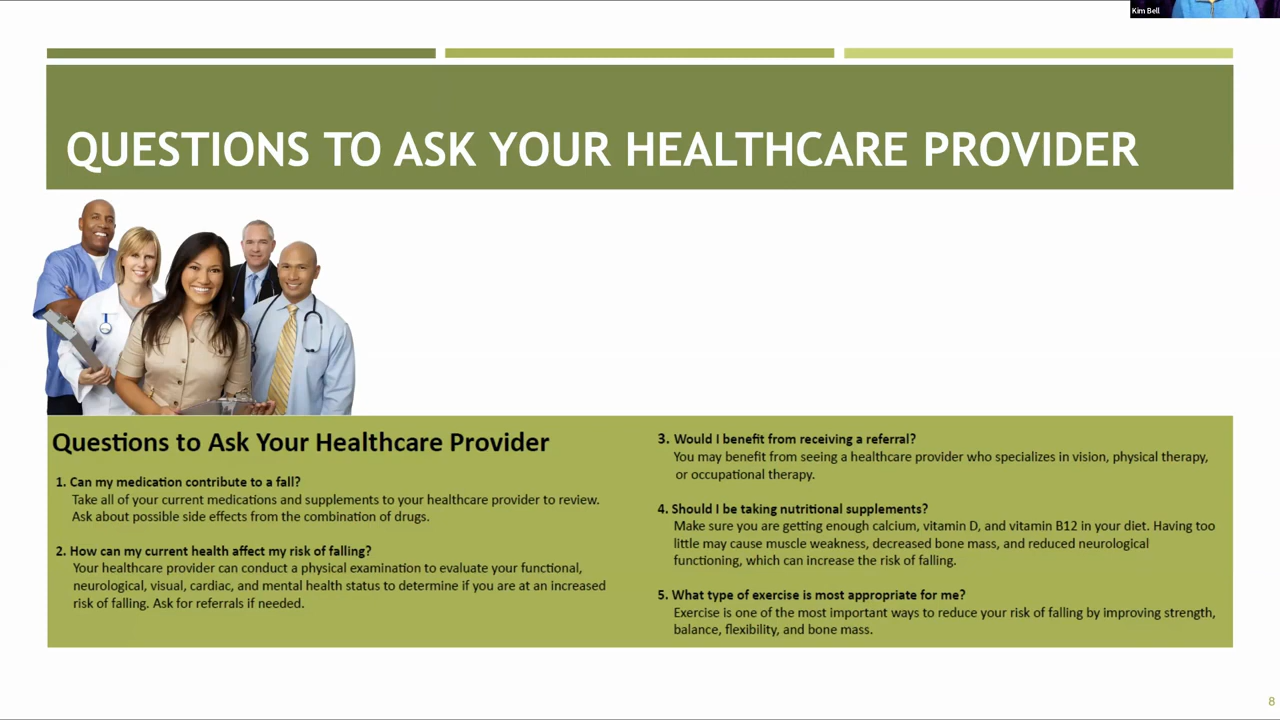 Kim Bell
QUESTIONS TO ASK YOUR HEALTHCARE PROVIDER
Questions to Ask Your Healthcare Provider
1. Can my medication contribute to a fall?
Take all of your current medications and supplements to your healthcare provider to review.
Ask about possible side effects from the combination of drugs.
2. How can my current health affect my risk of falling?
Your healthcare provider can conduct a physical examination to evaluate your functional,
neurological, visual, cardiac, and mental health status to determine if you are at an increased
risk of falling. Ask for referrals if needed.
3. Would I benefit from receiving a referral?
You may benefit from seeing a healthcare provider who specializes in vision, physical therapy,
or occupational therapy.
4. Should I be taking nutritional supplements?
Make sure you are getting enough calcium, vitamin D, and vitamin B12 in your diet. Having too
little may cause muscle weakness, decreased bone mass, and reduced neurological
functioning, which can increase the risk of falling.
5. What type of exercise is most appropriate for me?
Exercise is one of the most important ways to reduce your risk of falling by improving strength,
balance, flexibility, and bone mass.
8